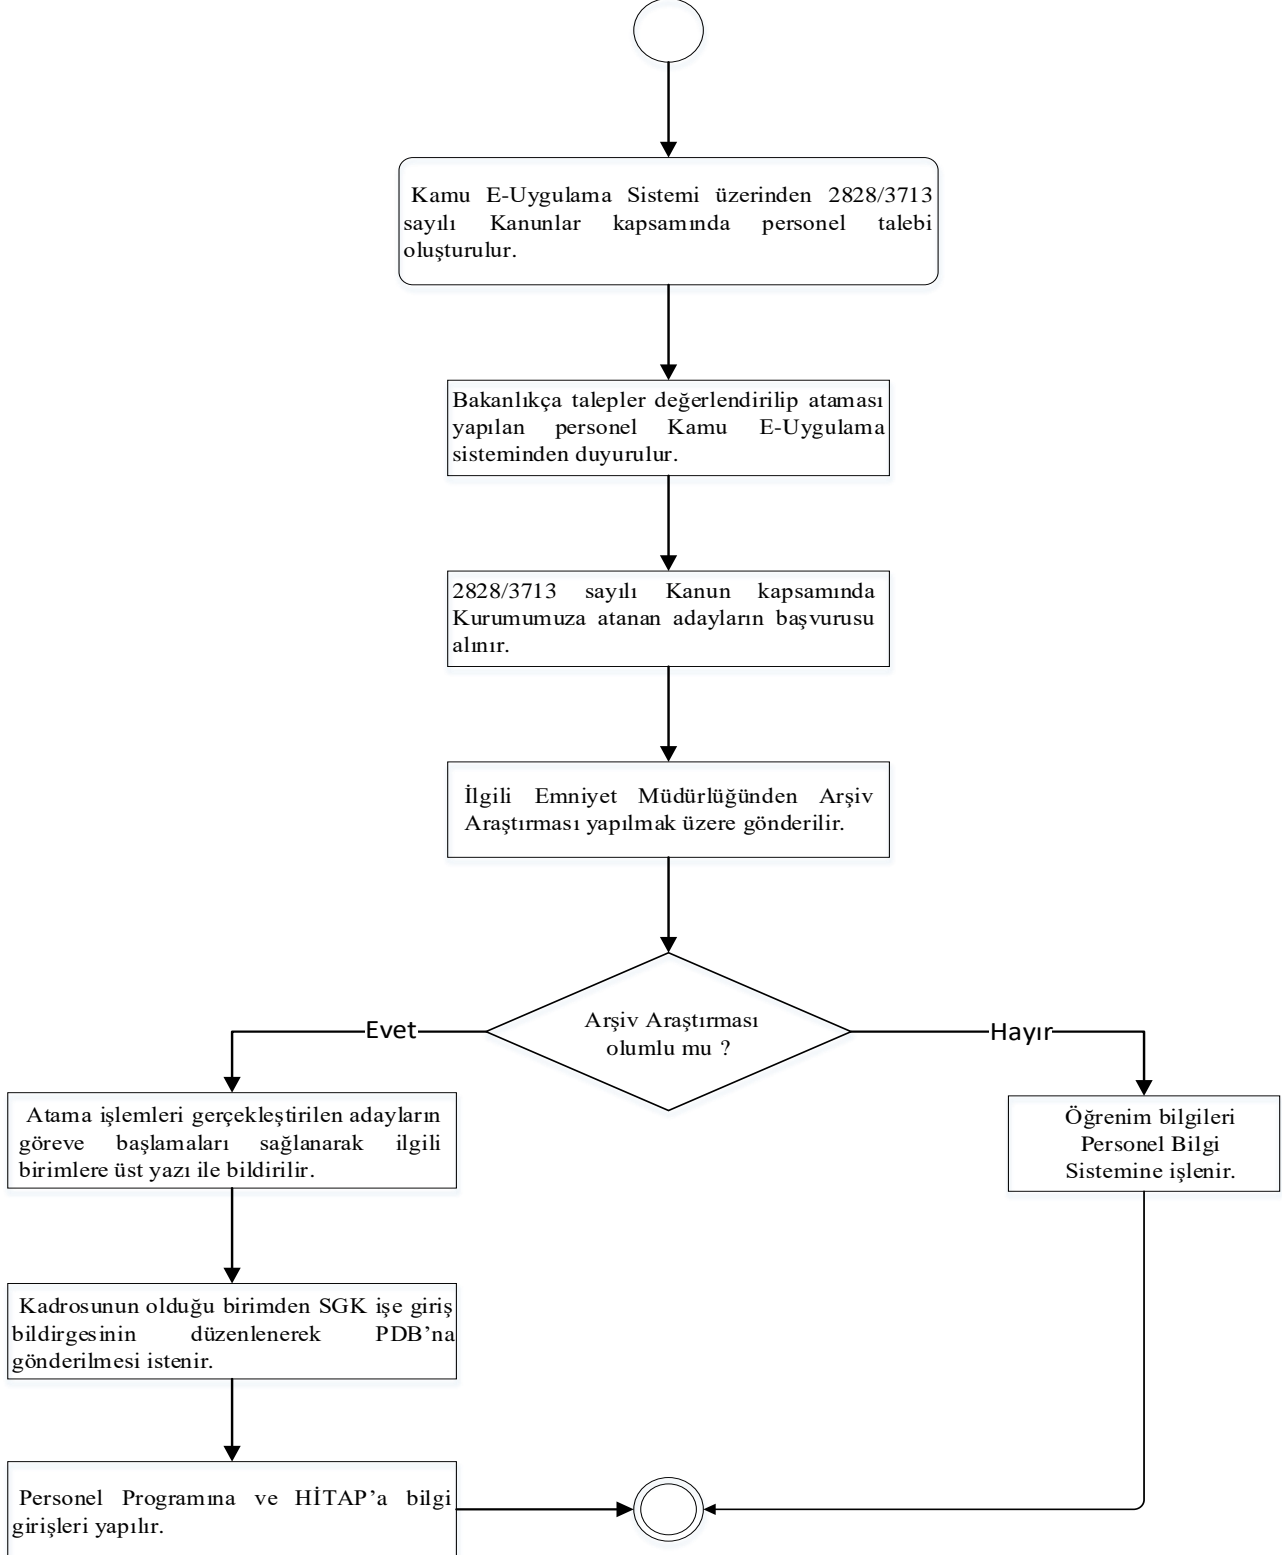 Kamu E-Uygulama Sistemi üzerinden 2828/3713
sayılı Kanunlar kapsamında personel talebi
oluşturulur.
Bakanlıkça talepler değerlendirilip ataması
yapılan personel Kamu E-Uygulama
sisteminden duyurulur.
2828/3713 sayılı Kanun kapsamında
Kurumumuza atanan adayların başvurusu
alınır.
İlgili Emniyet Müdürlüğünden Arşiv
Araştırması yapılmak üzere gönderilir.
Arşiv Araştırması
olumlu mu ?
Evet
Hayır
Atama işlemleri gerçekleştirilen adayların
göreve başlamaları sağlanarak ilgili
birimlere üst yazı ile bildirilir.
Öğrenim bilgileri
Personel Bilgi
Sistemine işlenir.
Kadrosunun olduğu birimden SGK işe giriş
bildirgesinin düzenlenerek PDB’na
gönderilmesi istenir.
Personel Programına ve HİTAP’a bilgi
girişleri yapılır.